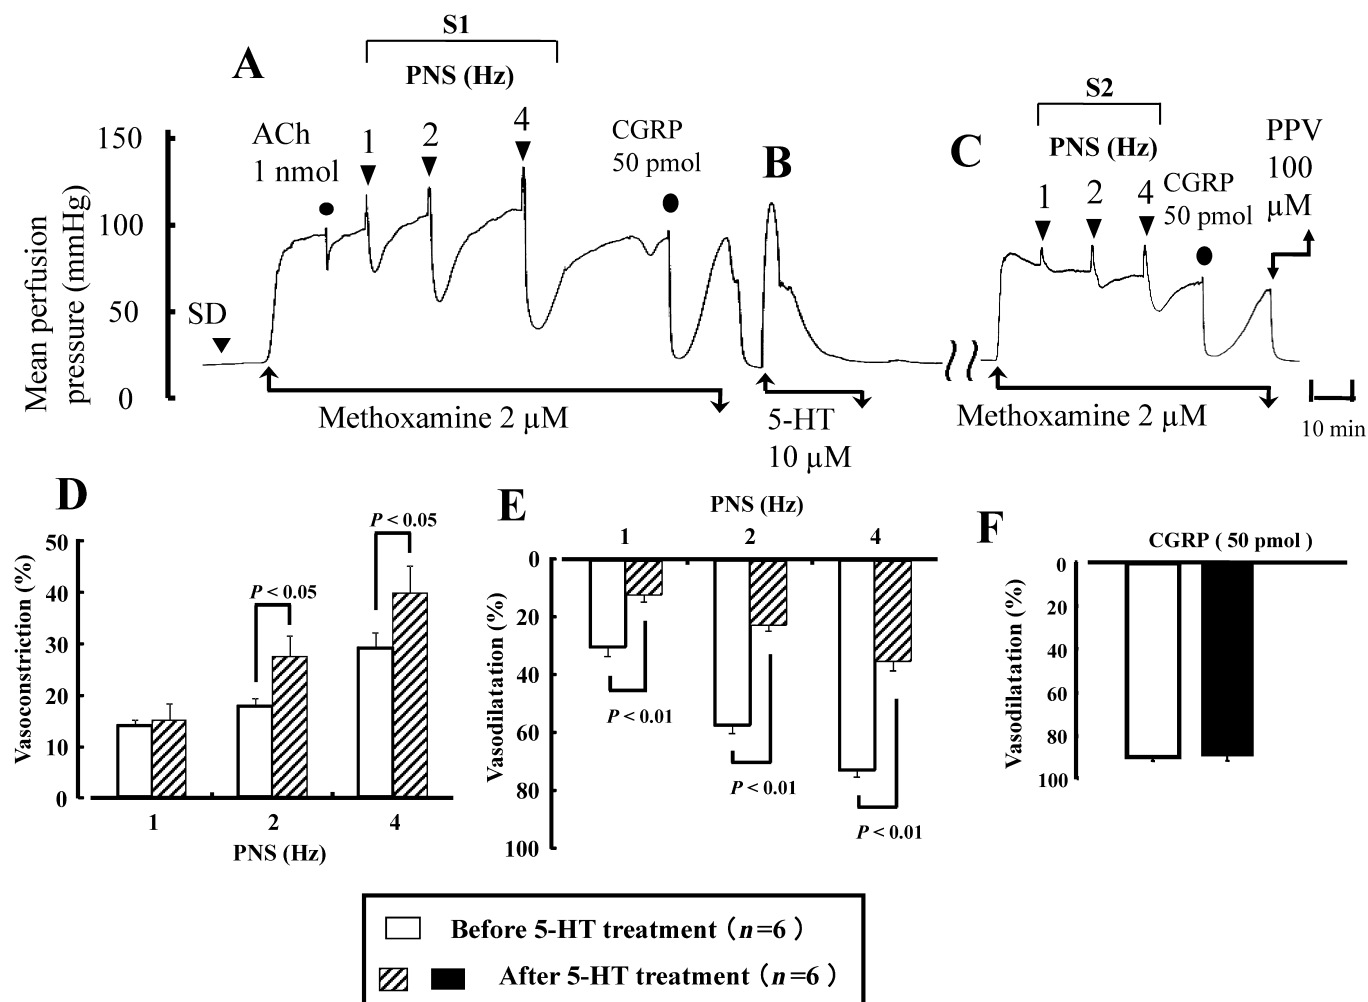 A
S1
PNS (Hz)
ACh
1 nmol
1
2
4
CGRP
50 pmol
B
C
S2
PNS (Hz)
1
2
4
CGRP
50 pmol
PPV
100
µM
Mean perfusion
pressure (mmHg)
150
100
50
0
SD
Methoxamine 2 µM
5-HT
10 µM
Methoxamine 2 µM
10 min
D
Vasoconstriction (%)
50
40
30
20
10
0
P < 0.05
P < 0.05
1
2
4
PNS (Hz)
E
PNS (Hz)
1
2
4
Vasodilatation (%)
0
20
40
60
80
100
P < 0.01
P < 0.01
P < 0.01
F
CGRP ( 50 pmol )
Vasodilatation (%)
0
20
40
60
80
100
Before 5-HT treatment (n=6 )
After 5-HT treatment (n=6 )